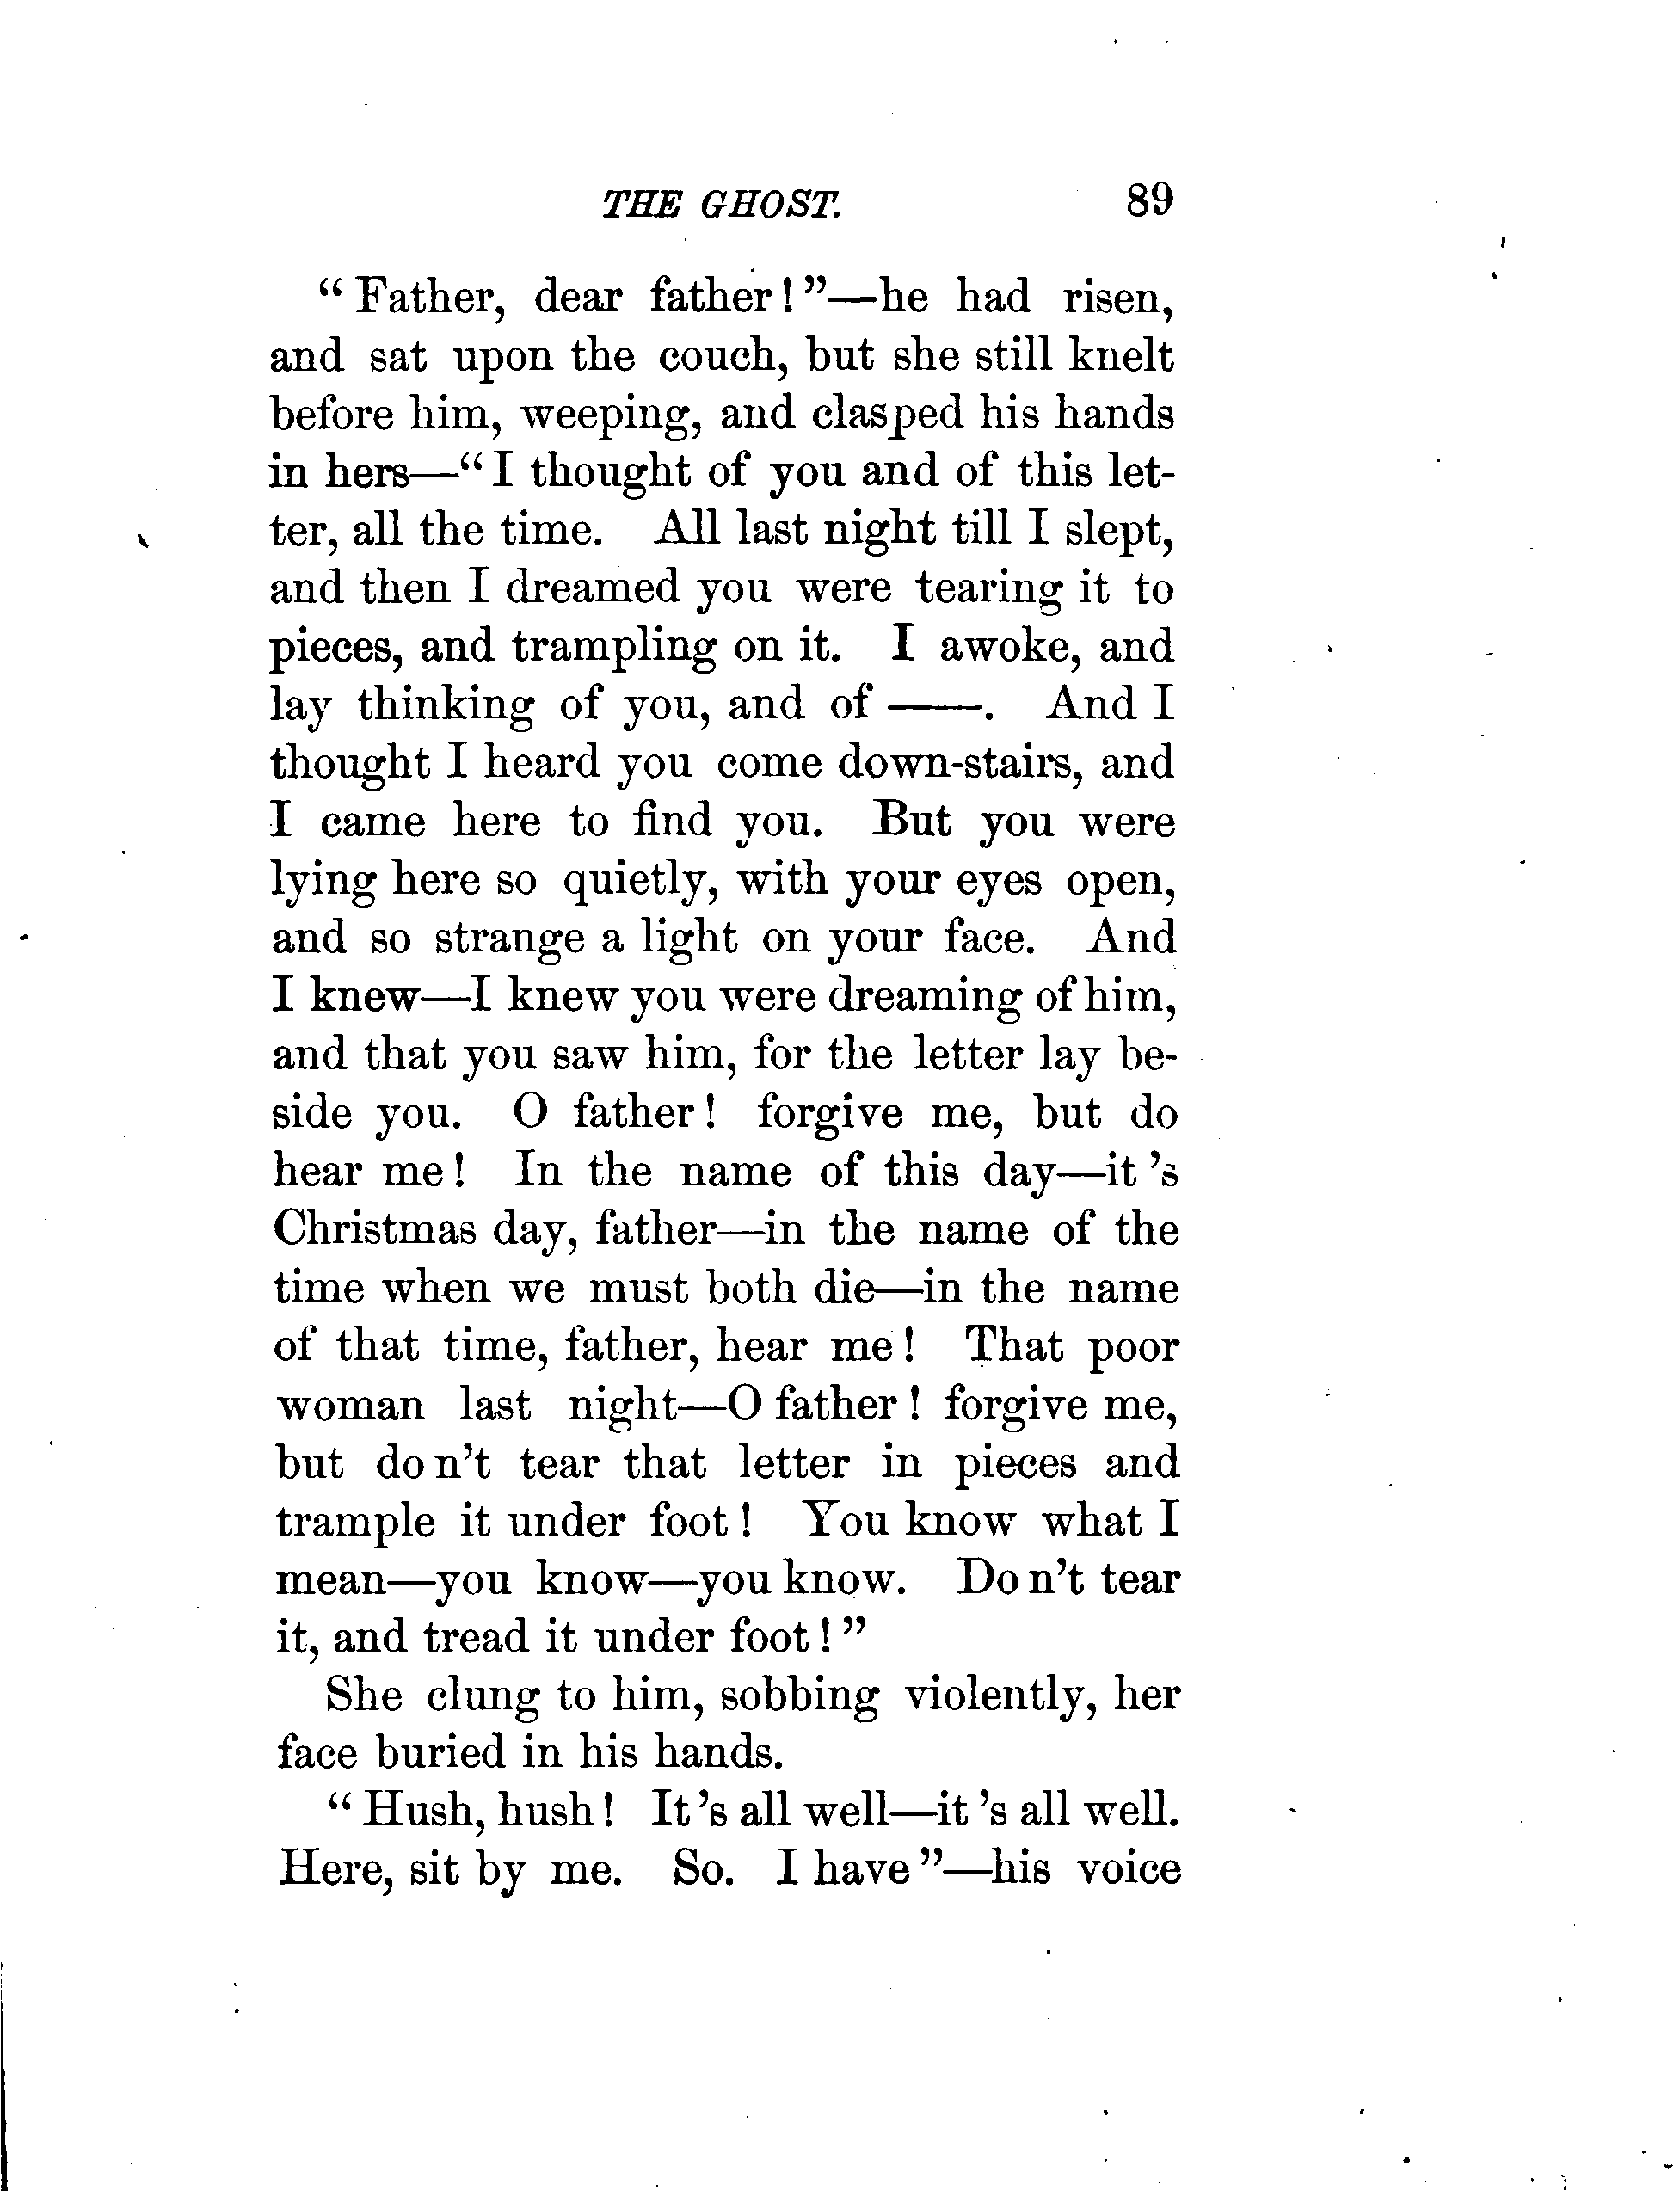 THE GHOST. 89
“Father, dear father!”—he had risen,
and sat upon the couch, but she still knelt
before him, weeping, and clasped his hands
in hers—“I thought of you and of this let-
ter, all the time. All last night till I slept,
and then I dreamed you were tearing it to
pieces, and trampling on it. I awoke, and
lay thinking of you, and of ——. And I
thought I heard you come down-stairs, and
I came here to find you. But you were
lying here so quietly, with your eyes open,
and so strange a light on your face. And
I knew—I knew you were dreaming of him,
and that you saw him, for the letter lay be-
side you. O father! forgive me, but do
hear me! In the name of this day—it 's
Christmas day, father—in the name of the
time when we must both die—in the name
of that time, father, hear me! That poor
woman last night—O father! forgive me,
but do n't tear that letter in pieces and
trample it under foot! You know what I
mean—you know—you know. Do n't tear
it, and tread it under foot!”
She clung to him, sobbing violently, her
face buried in his hands.
“Hush, hush! It 's all well—it 's all well.
Here, sit by me. So. I have”—his voice